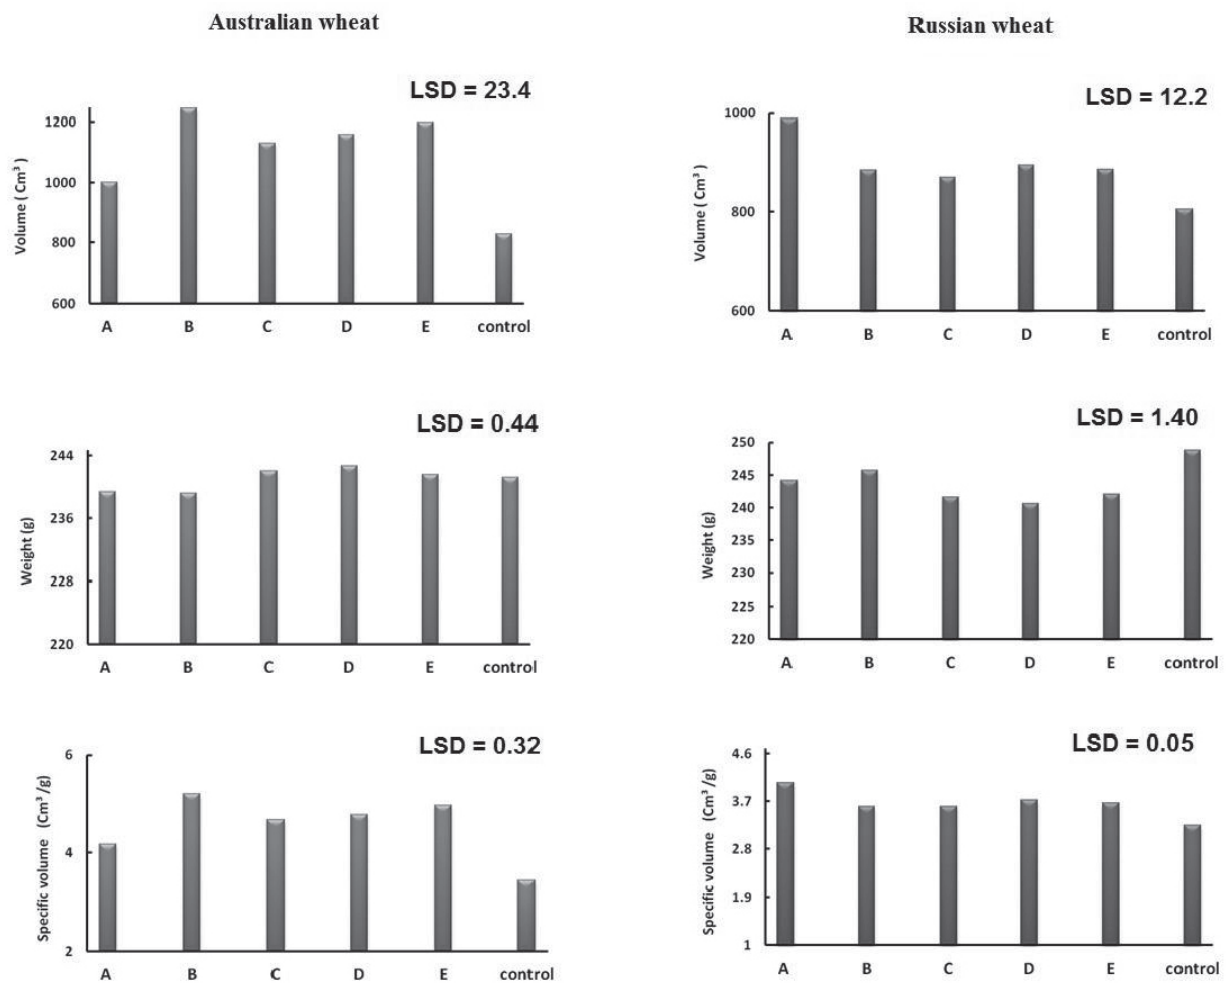 Australian wheat
LSD = 23.4
Volume ( Cm³ )
1200
1000
800
600
A B C D E control
LSD = 0.44
Weight (g)
244
236
228
220
A B C D E control
LSD = 0.32
Specific volume (Cm³/g)
6
4
2
A B C D E control
Russian wheat
LSD = 12.2
Volume ( Cm³ )
1000
800
600
A B C D E control
LSD = 1.40
Weight (g)
250
245
240
235
230
225
220
A B C D E control
LSD = 0.05
Specific volume (Cm³/g)
4.6
3.7
2.8
1.9
1
A B C D E control